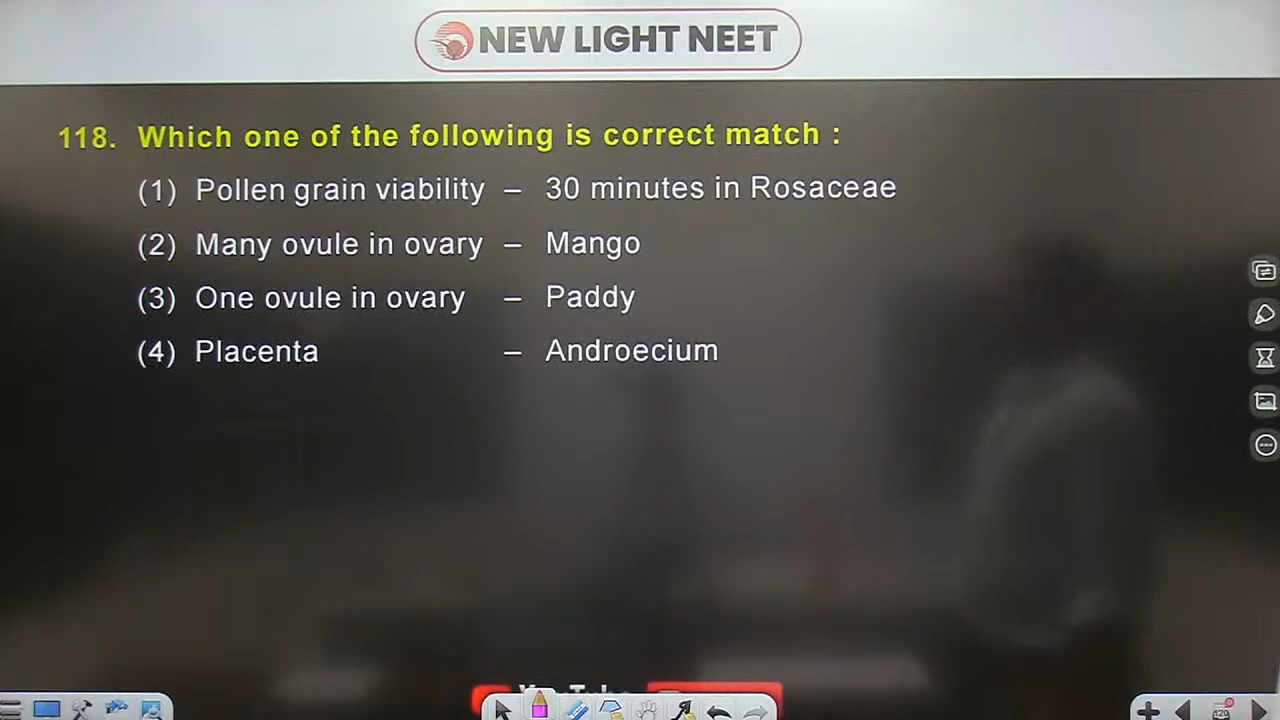 NEW LIGHT NEET
118. Which one of the following is correct match :
(1) Pollen grain viability – 30 minutes in Rosaceae
(2) Many ovule in ovary – Mango
(3) One ovule in ovary – Paddy
(4) Placenta – Androecium